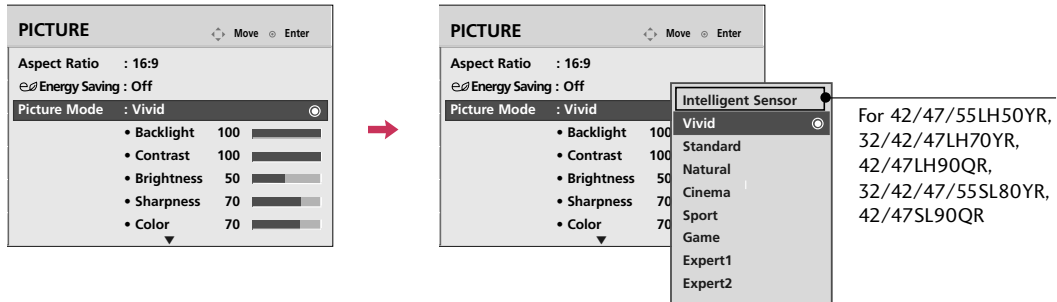 PICTURE
Move ⊙ Enter
Aspect Ratio : 16:9
Energy Saving : Off
Picture Mode : Vivid
• Backlight 100
• Contrast 100
• Brightness 50
• Sharpness 70
• Color 70
PICTURE
Move ⊙ Enter
Aspect Ratio : 16:9
Energy Saving : Off
Picture Mode : Vivid
• Backlight 100
• Contrast 100
• Brightness 50
• Sharpness 70
• Color 70
Intelligent Sensor
Vivid
Standard
Natural
Cinema
Sport
Game
Expert1
Expert2
For 42/47/55LH50YR,
32/42/47LH70YR,
42/47LH90QR,
32/42/47/55SL80YR,
42/47SL90QR